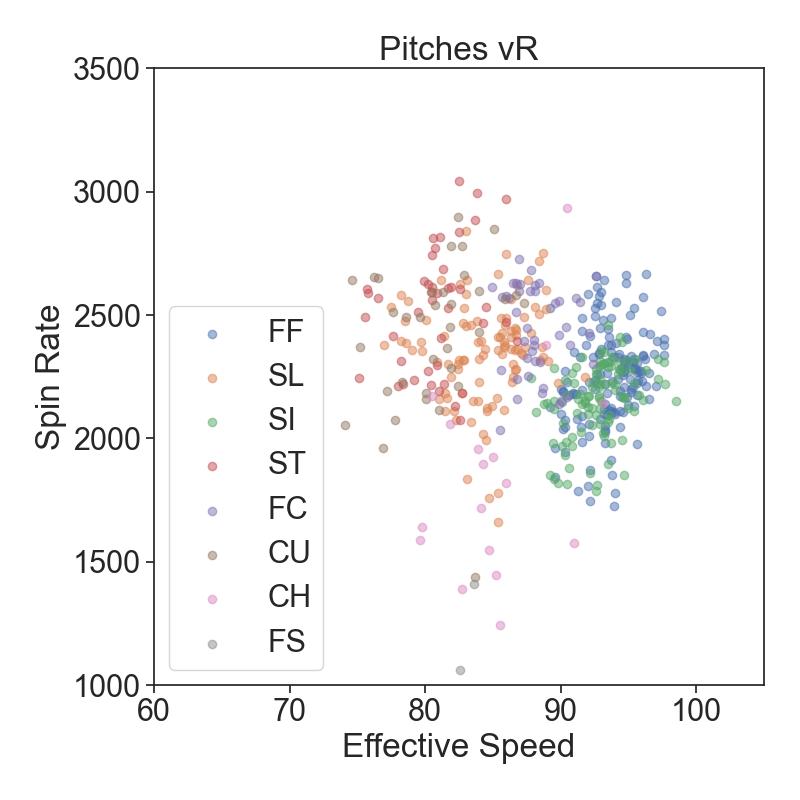 Pitches vR
3500
3000
2500
2000
1500
1000
Spin Rate
FF
SL
SI
ST
FC
CU
CH
FS
60 70 80 90 100
Effective Speed